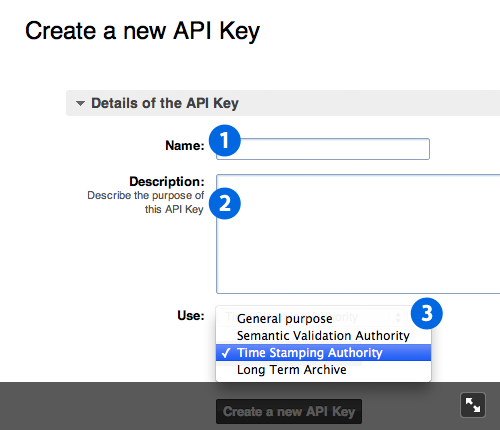 Create a new API Key
Details of the API Key
Name:
1
Description:
Describe the purpose of
this API Key
2
Use:
3
General purpose
Semantic Validation Authority
✓ Time Stamping Authority
Long Term Archive
Create a new API Key